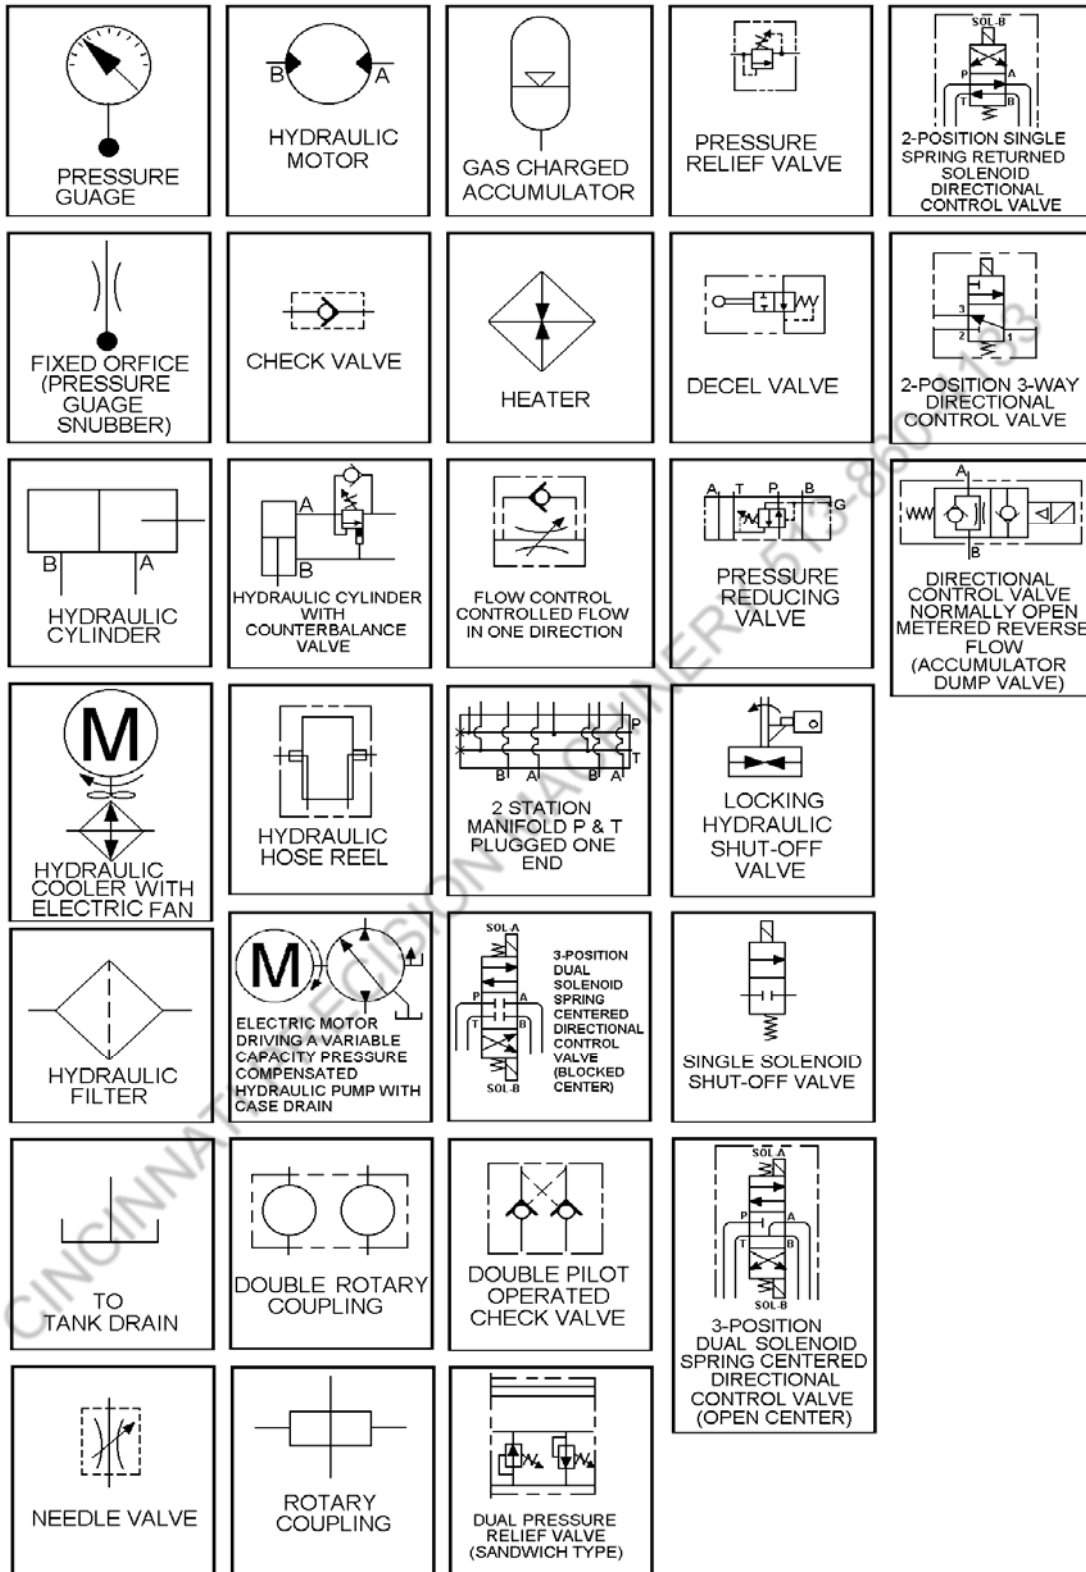 PRESSURE
GUAGE
B A
HYDRAULIC
MOTOR
GAS CHARGED
ACCUMULATOR
PRESSURE
RELIEF VALVE
SOL-B
P A
T B
2-POSITION SINGLE
SPRING RETURNED
SOLENOID
DIRECTIONAL
CONTROL VALVE
FIXED ORFICE
(PRESSURE
GUAGE
SNUBBER)
CHECK VALVE
HEATER
DECEL VALVE
3
2 1
2-POSITION 3-WAY
DIRECTIONAL
CONTROL VALVE
B A
HYDRAULIC
CYLINDER
A
B
HYDRAULIC CYLINDER
WITH
COUNTERBALANCE
VALVE
FLOW CONTROL
CONTROLLED FLOW
IN ONE DIRECTION
A T P B
G
PRESSURE
REDUCING
VALVE
A
B
DIRECTIONAL
CONTROL VALVE
NORMALLY OPEN
METERED REVERSE
FLOW
(ACCUMULATOR
DUMP VALVE)
M
HYDRAULIC
COOLER WITH
ELECTRIC FAN
HYDRAULIC
HOSE REEL
P
T
B A B A
2 STATION
MANIFOLD P & T
PLUGGED ONE
END
LOCKING
HYDRAULIC
SHUT-OFF
VALVE
HYDRAULIC
FILTER
M
ELECTRIC MOTOR
DRIVING A VARIABLE
CAPACITY PRESSURE
COMPENSATED
HYDRAULIC PUMP WITH
CASE DRAIN
SOL-A
P A
T B
SOL-B
3-POSITION
DUAL
SOLENOID
SPRING
CENTERED
DIRECTIONAL
CONTROL
VALVE
(BLOCKED
CENTER)
SINGLE SOLENOID
SHUT-OFF VALVE
TO
TANK DRAIN
DOUBLE ROTARY
COUPLING
DOUBLE PILOT
OPERATED
CHECK VALVE
SOL-A
P A
T B
SOL-B
3-POSITION
DUAL SOLENOID
SPRING CENTERED
DIRECTIONAL
CONTROL VALVE
(OPEN CENTER)
NEEDLE VALVE
ROTARY
COUPLING
DUAL PRESSURE
RELIEF VALVE
(SANDWICH TYPE)
CINCINNATI PRECISION MACHINERY 513-860-4133